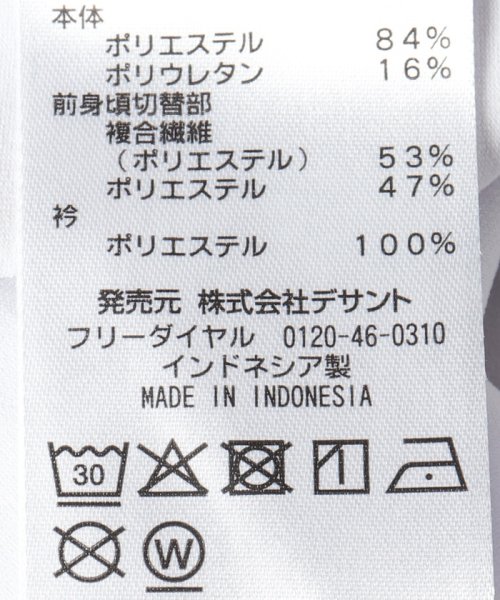 本体
ポリエステル 84%
ポリウレタン 16%
前身頃切替部
複合繊維
(ポリエステル) 53%
ポリエステル 47%
衿
ポリエステル 100%
発売元 株式会社デサント
フリーダイヤル 0120-46-0310
インドネシア製
MADE IN INDONESIA
30
W